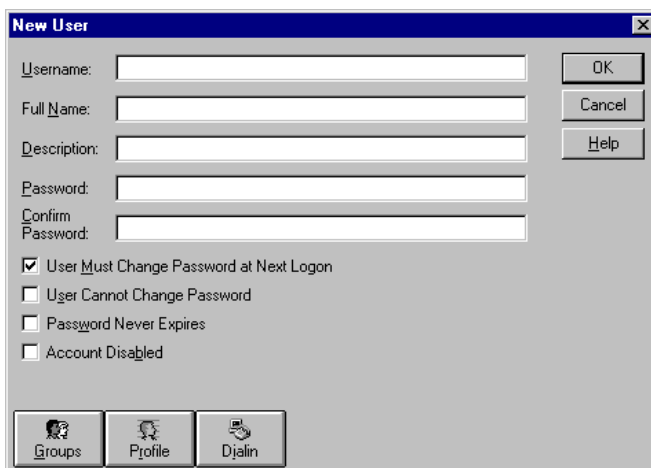 New User
Username:
OK
Full Name:
Cancel
Description:
Help
Password:
Confirm
Password:
User Must Change Password at Next Logon
User Cannot Change Password
Password Never Expires
Account Disabled
Groups
Profile
Dialin